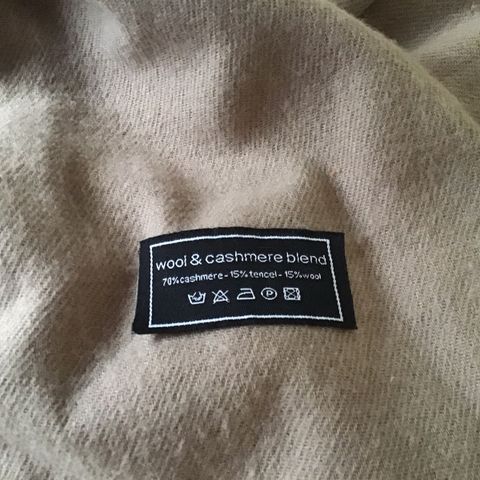 wool & cashmere blend
70%cashmere - 15%tencel - 15%wool
P